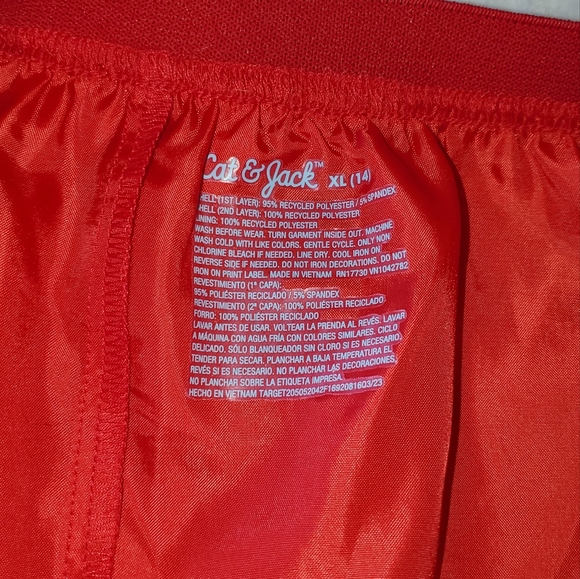 Cat & Jack™ XL (14)
SHELL (1ST LAYER): 95% RECYCLED POLYESTER / 5% SPANDEX
SHELL (2ND LAYER): 100% RECYCLED POLYESTER
LINING: 100% RECYCLED POLYESTER
WASH BEFORE WEAR. TURN GARMENT INSIDE OUT. MACHINE
WASH COLD WITH LIKE COLORS. GENTLE CYCLE. ONLY NON
CHLORINE BLEACH IF NEEDED. LINE DRY. COOL IRON ON
REVERSE SIDE IF NEEDED. DO NOT IRON DECORATIONS. DO NOT
IRON ON PRINT LABEL. MADE IN VIETNAM RN17730 VN1042782
REVESTIMIENTO (1ª CAPA):
95% POLIÉSTER RECICLADO / 5% SPANDEX
REVESTIMIENTO (2ª CAPA): 100% POLIÉSTER RECICLADO
FORRO: 100% POLIÉSTER RECICLADO
LAVAR ANTES DE USAR. VOLTEAR LA PRENDA AL REVÉS. LAVAR
A MÁQUINA CON AGUA FRÍA CON COLORES SIMILARES. CICLO
DELICADO. SÓLO BLANQUEADOR SIN CLORO SI ES NECESARIO.
TENDER PARA SECAR. PLANCHAR A BAJA TEMPERATURA EL
REVÉS SI ES NECESARIO. NO PLANCHAR LAS DECORACIONES,
NO PLANCHAR SOBRE LA ETIQUETA IMPRESA.
HECHO EN VIETNAM TARGET205052042F1692081603/23